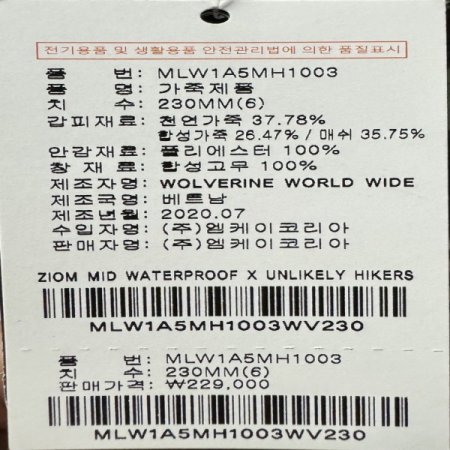 전기용품 및 생활용품 안전관리법에 의한 품질표시
품 번: MLW1A5MH1003
품 명: 가죽제품
치 수: 230MM(6)
갑피재료: 천연가죽 37.78%
합성가죽 26.47% / 매쉬 35.75%
안감재료: 폴리에스터 100%
창 재료: 합성고무 100%
제조자명: WOLVERINE WORLD WIDE
제조국명: 베트남
제조년월: 2020.07
수입자명: (주)엠케이코리아
판매자명: (주)엠케이코리아
ZIOM MID WATERPROOF X UNLIKELY HIKERS
MLW1A5MH1003WV230
품 번: MLW1A5MH1003
치 수: 230MM(6)
판매가격: ₩229,000
MLW1A5MH1003WV230